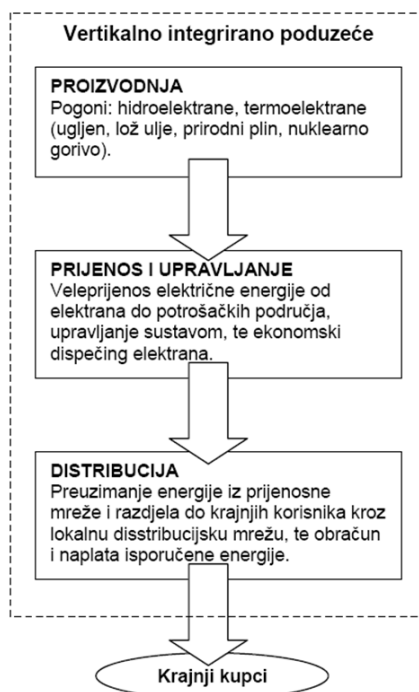 Vertikalno integrirano poduzeće
PROIZVODNJA
Pogoni: hidroelektrane, termoelektrane
(ugljen, lož ulje, prirodni plin, nuklearno
gorivo).
PRIJENOS I UPRAVLJANJE
Veleprijenos električne energije od
elektrana do potrošačkih područja,
upravljanje sustavom, te ekonomski
dispečing elektrana.
DISTRIBUCIJA
Preuzimanje energije iz prijenosne
mreže i razdjela do krajnjih korisnika kroz
lokalnu disstribucijsku mrežu, te obračun
i naplata isporučene energije.
Krajnji kupci